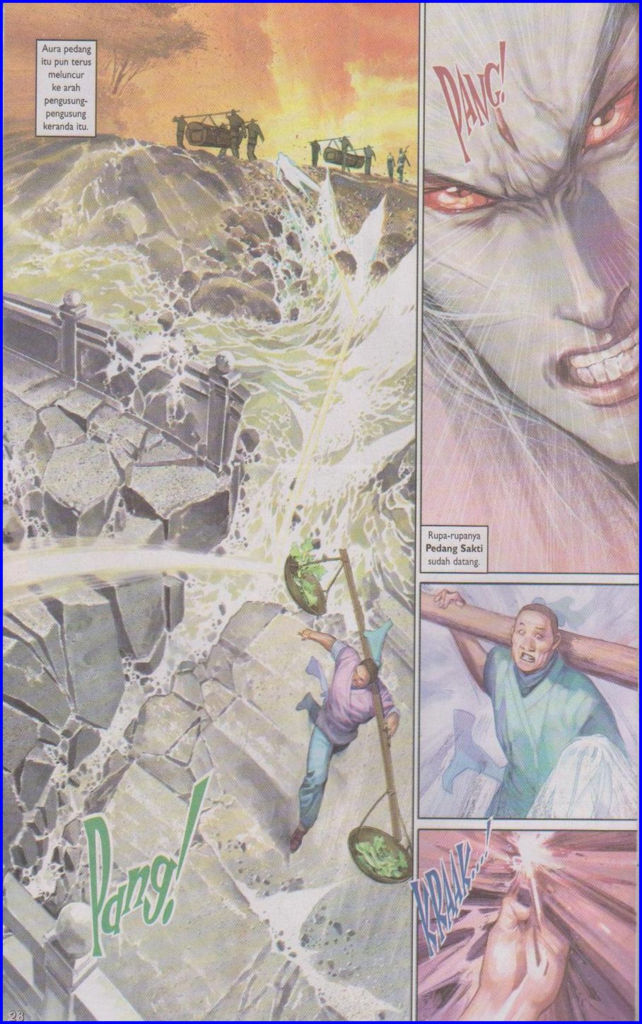 Aura pedang
itu pun terus
meluncur
ke arah
pengusung-
pengusung
keranda itu.
PANG!
Rupa-rupanya
Pedang Sakti
sudah datang.
Pang!
KRAAK....!
28